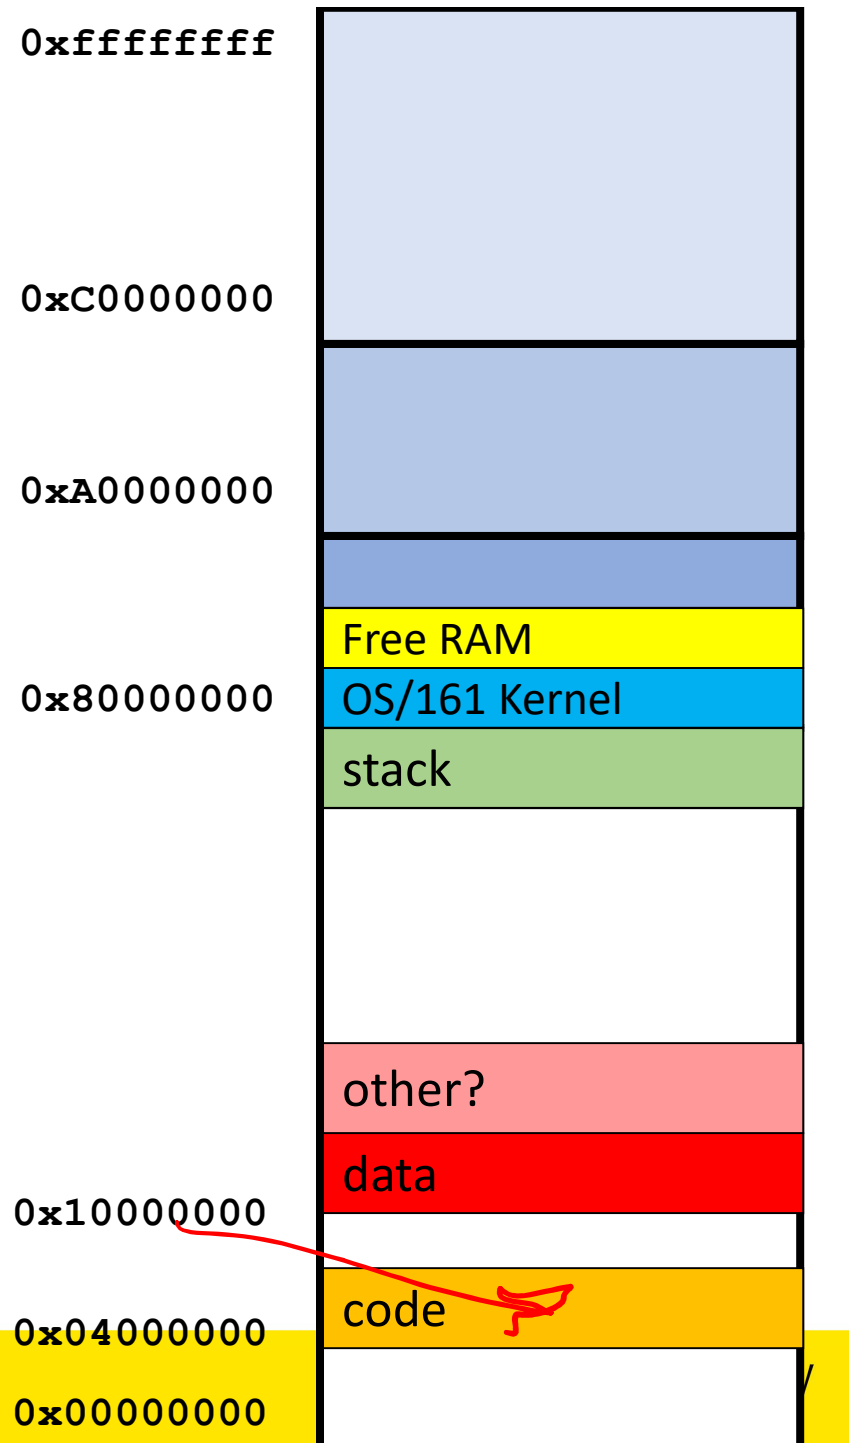 0xffffffff
0xC0000000
0xA0000000
Free RAM
0x80000000 OS/161 Kernel
stack
other?
data
0x10000000
code
0x04000000
/
0x00000000